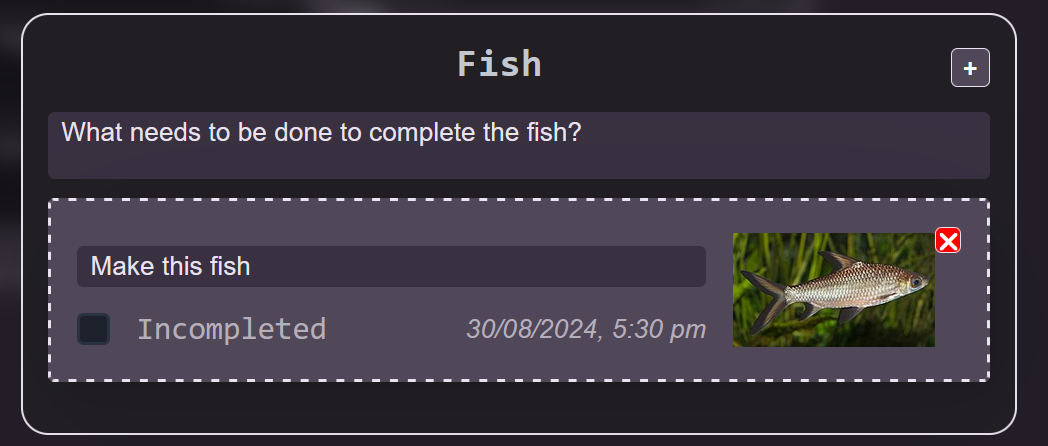 Fish
+
What needs to be done to complete the fish?
Make this fish
Incompleted
30/08/2024, 5:30 pm